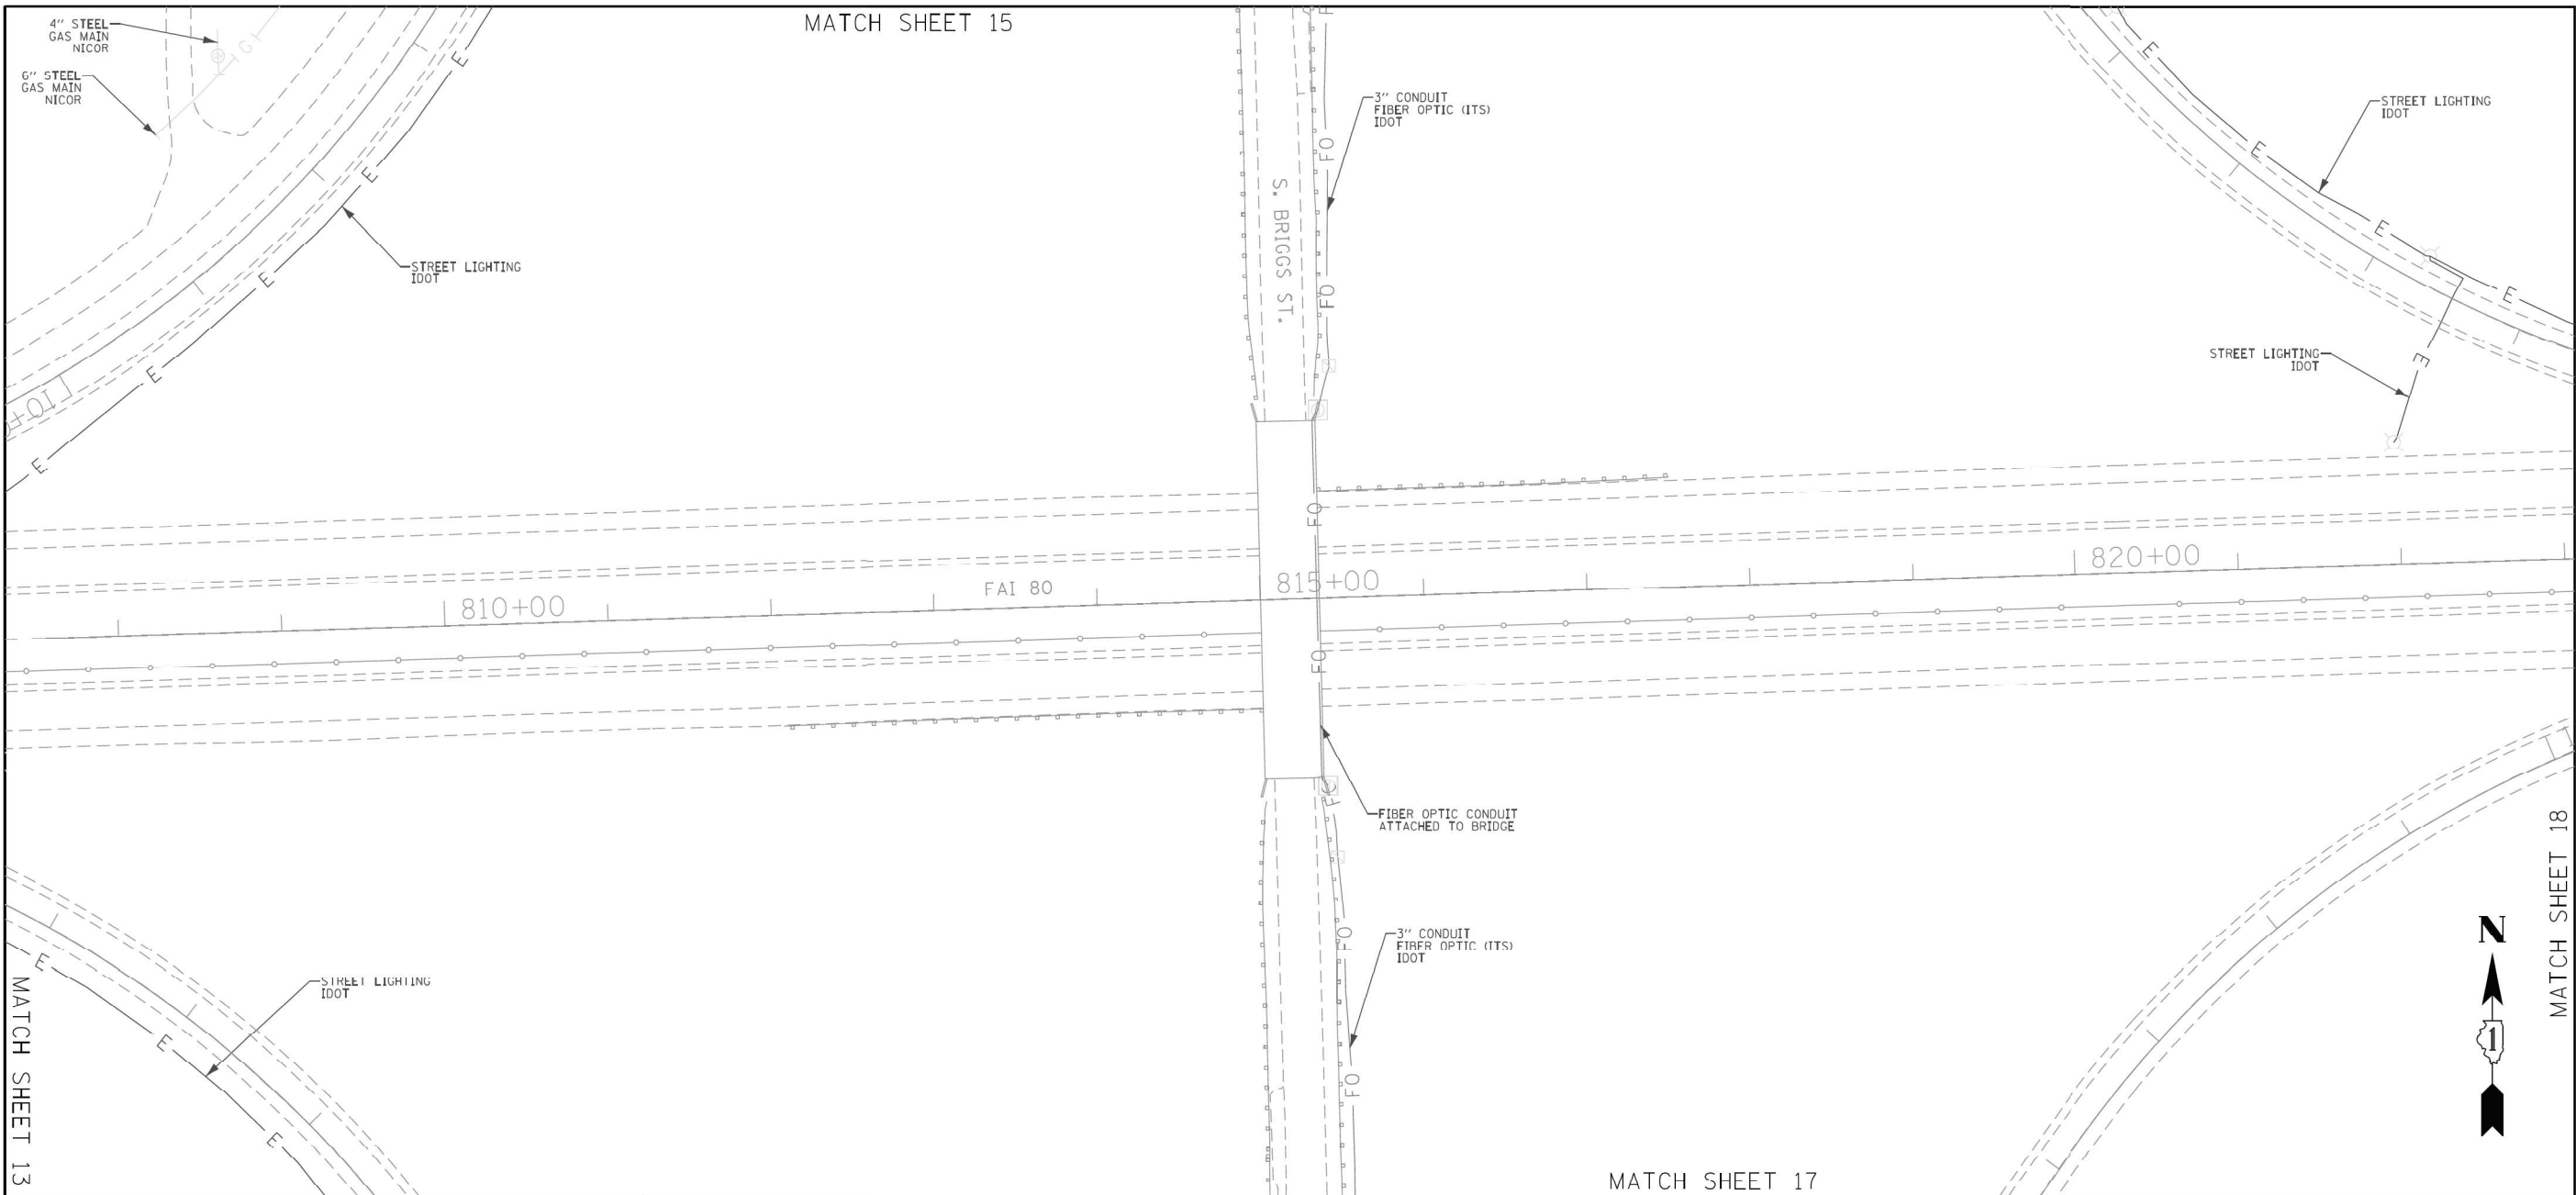 MATCH SHEET 15
4" STEEL
GAS MAIN
NICOR
6" STEEL
GAS MAIN
NICOR
G
E
E
E
E
E
E
STREET LIGHTING
IDOT
S. BRIGGS ST.
3" CONDUIT
FIBER OPTIC (ITS)
IDOT
FO
FO
E
E
E
E
E
STREET LIGHTING
IDOT
STREET LIGHTING
IDOT
FO
FO
810+00
FAI 80
815+00
820+00
FIBER OPTIC CONDUIT
ATTACHED TO BRIDGE
3" CONDUIT
FIBER OPTIC (ITS)
IDOT
FO
FO
E
E
E
STREET LIGHTING
IDOT
MATCH SHEET 13
MATCH SHEET 17
MATCH SHEET 18
N
1